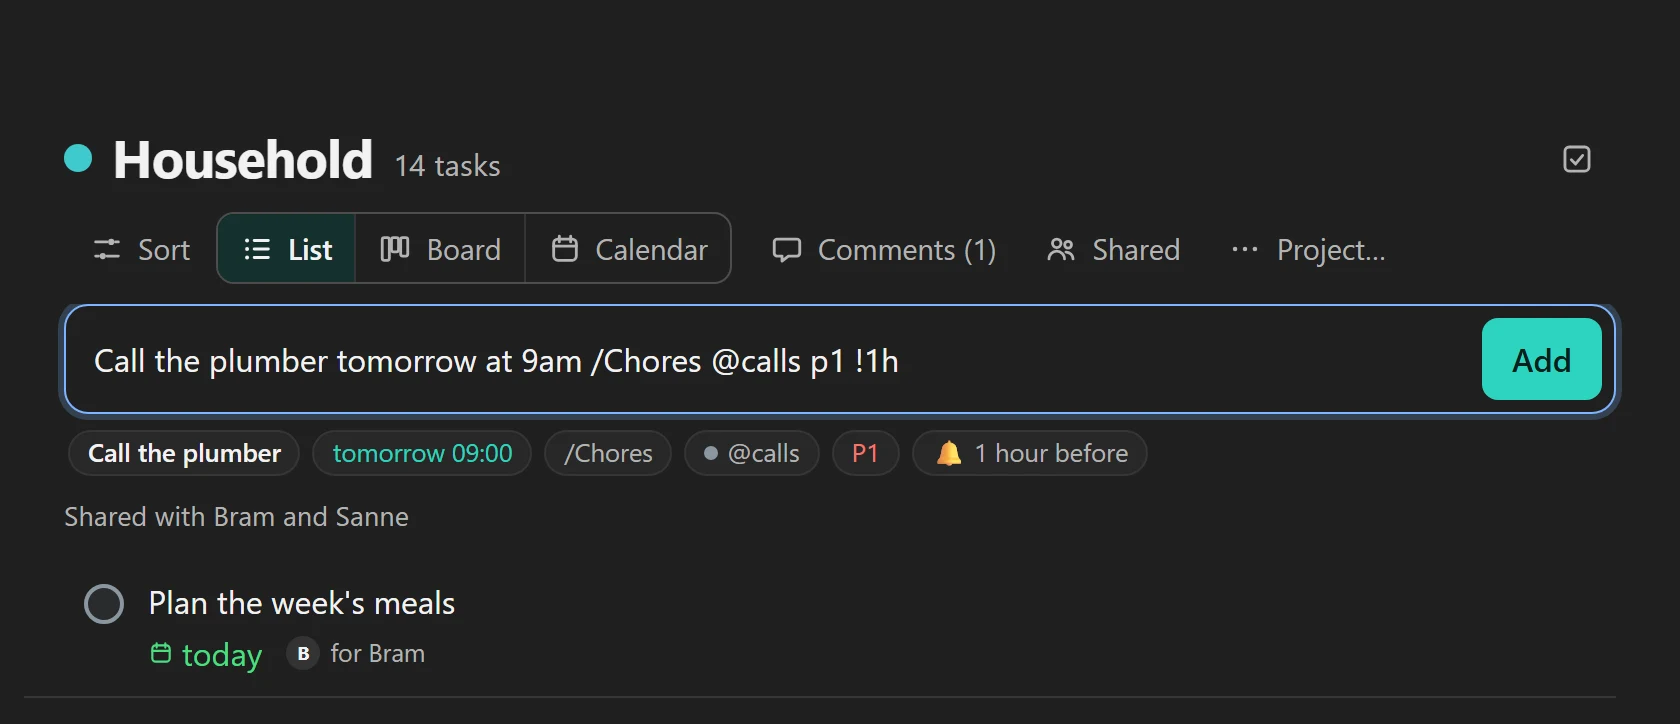 Household 14 tasks
Sort List Board Calendar Comments (1) Shared ··· Project...
Call the plumber tomorrow at 9am /Chores @calls p1 !1h Add
Call the plumber tomorrow 09:00 /Chores @calls P1 1 hour before
Shared with Bram and Sanne
Plan the week's meals
today B for Bram